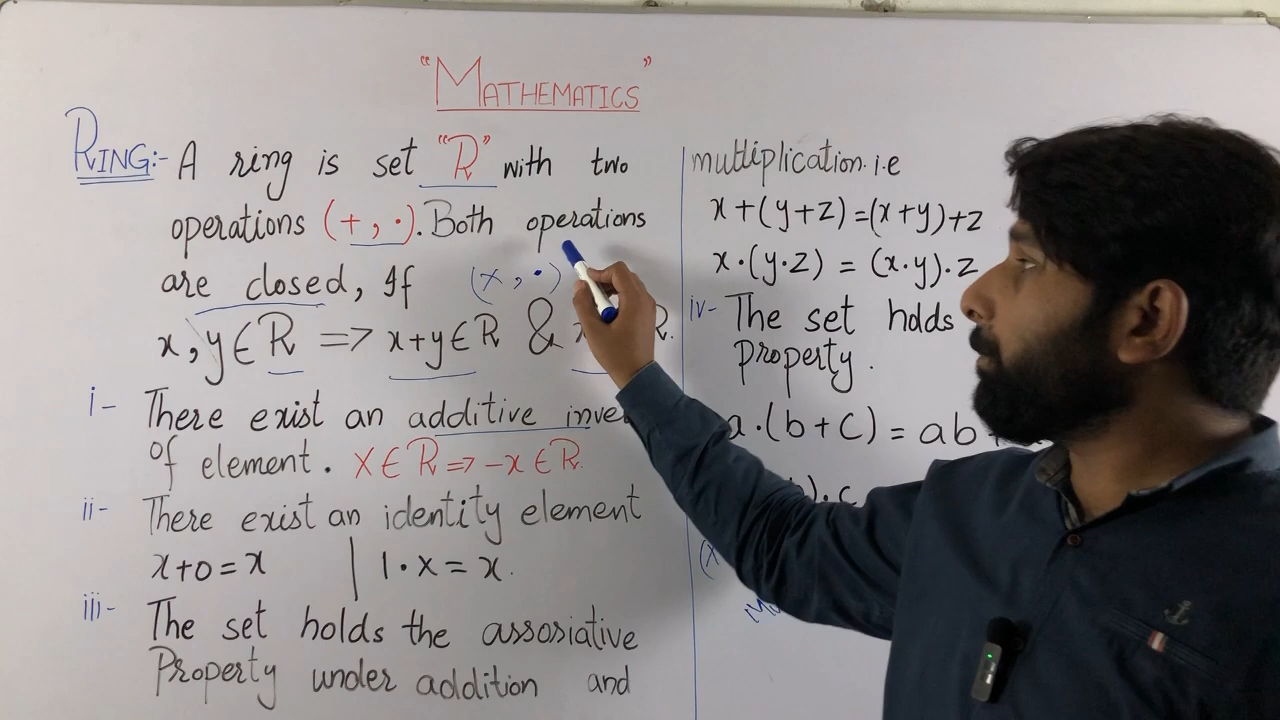 "MATHEMATICS"
RING:- A ring is set "R" with two
operations (+, ·). Both operations
are closed, If (x, ·)
x, y ∈ R => x+y ∈ R & R.
i- There exist an additive
of element. X ∈ R => -x ∈ R.
ii- There exist an identity element
x+0 = x | 1·x = x.
iii- The set holds the assosiative
Property under addition and
multiplication. i.e
x+(y+z)=(x+y)+z
x·(y·z) = (x·y).z
iv- The set holds
property.
a.(b+c) = ab
).c
(x